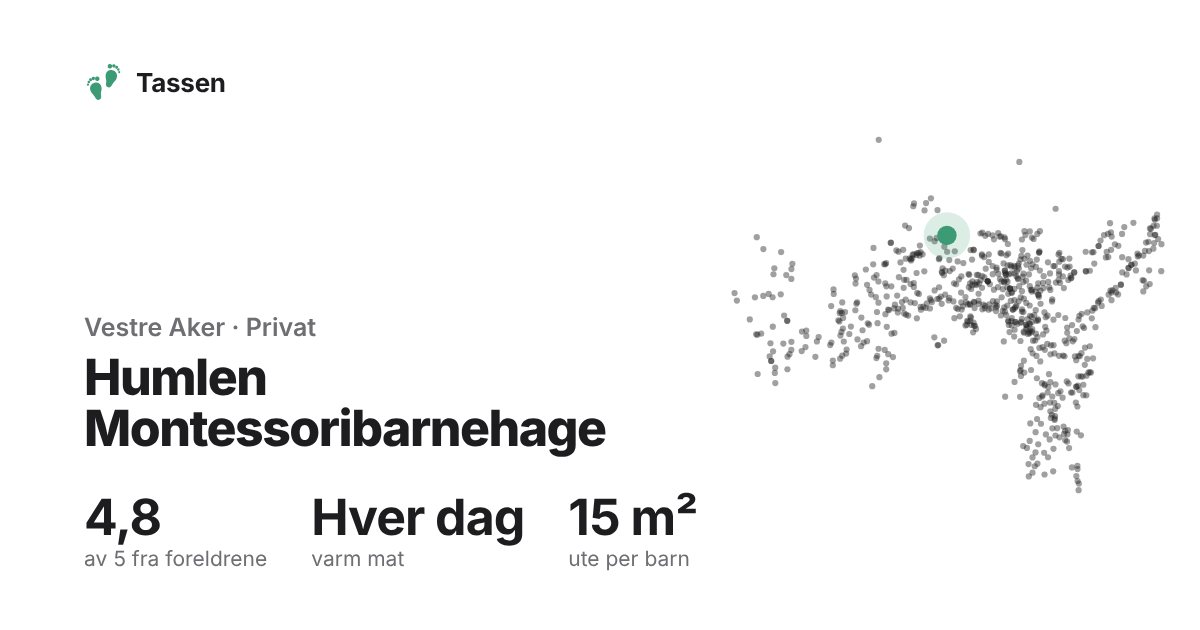 Tassen
Vestre Aker · Privat
Humlen
Montessoribarnehage
4,8
av 5 fra foreldrene
Hver dag
varm mat
15 m²
ute per barn